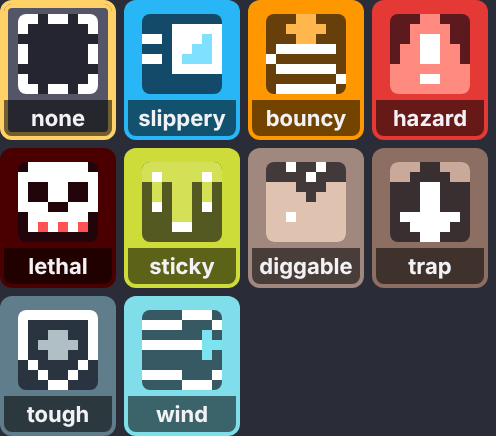 none
slippery
bouncy
hazard
lethal
sticky
diggable
trap
tough
wind